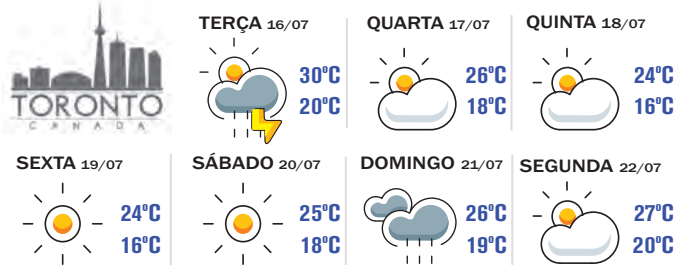 TORONTO
CANADA
TERÇA 16/07
30ºC
20ºC
QUARTA 17/07
26ºC
18ºC
QUINTA 18/07
24ºC
16ºC
SEXTA 19/07
24ºC
16ºC
SÁBADO 20/07
25ºC
18ºC
DOMINGO 21/07
26ºC
19ºC
SEGUNDA 22/07
27ºC
20ºC